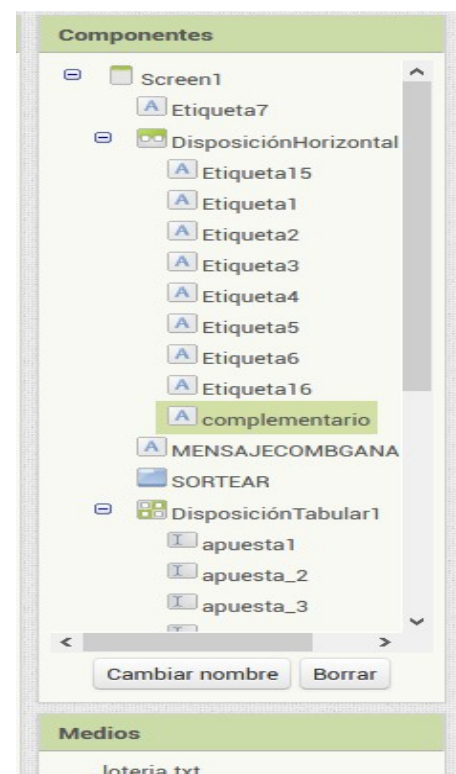 Componentes
Screen1
Etiqueta7
DisposiciónHorizontal
Etiqueta15
Etiqueta1
Etiqueta2
Etiqueta3
Etiqueta4
Etiqueta5
Etiqueta6
Etiqueta16
complementario
MENSAJECOMBGANA
SORTEAR
DisposiciónTabular1
apuesta1
apuesta_2
apuesta_3
Cambiar nombre Borrar
Medios
loteria.txt